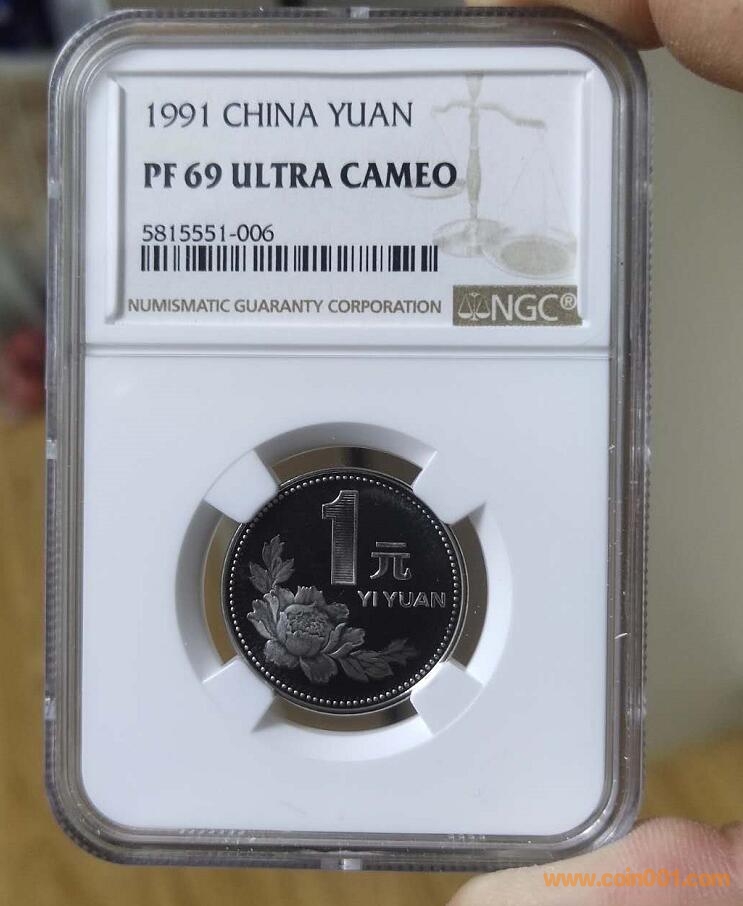 1991 CHINA YUAN
PF 69 ULTRA CAMEO
5815551-006
NUMISMATIC GUARANTY CORPORATION
NGC®
1元
YI YUAN
www.coin001.com